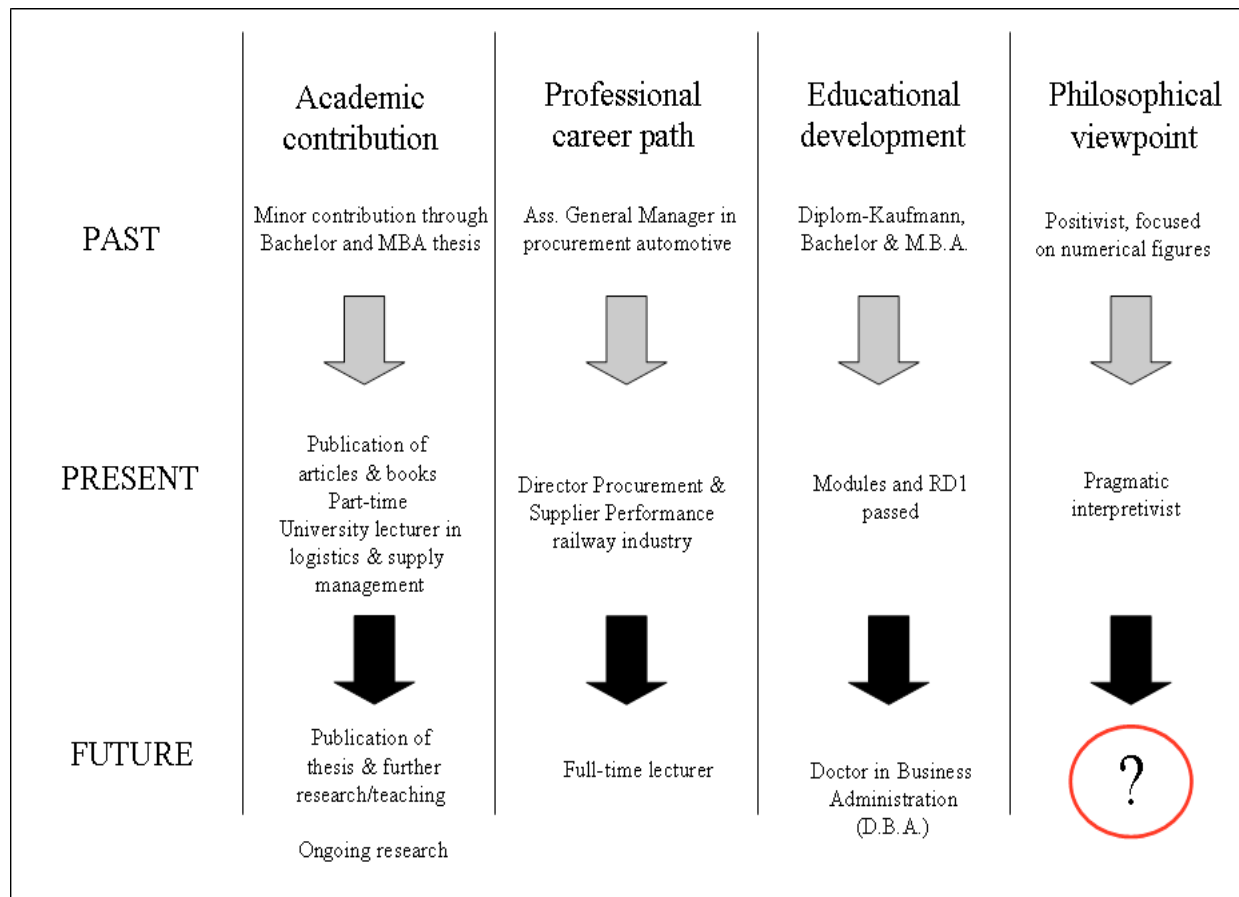 Academic
contribution
Professional
career path
Educational
development
Philosophical
viewpoint
PAST
Minor contribution through
Bachelor and MBA thesis
Ass. General Manager in
procurement automotive
Diplom-Kaufmann,
Bachelor & M.B.A.
Positivist, focused
on numerical figures
PRESENT
Publication of
articles & books
Part-time
University lecturer in
logistics & supply
management
Director Procurement &
Supplier Performance
railway industry
Modules and RD1
passed
Pragmatic
interpretivist
FUTURE
Publication of
thesis & further
research/teaching
Ongoing research
Full-time lecturer
Doctor in Business
Administration
(D.B.A.)
?